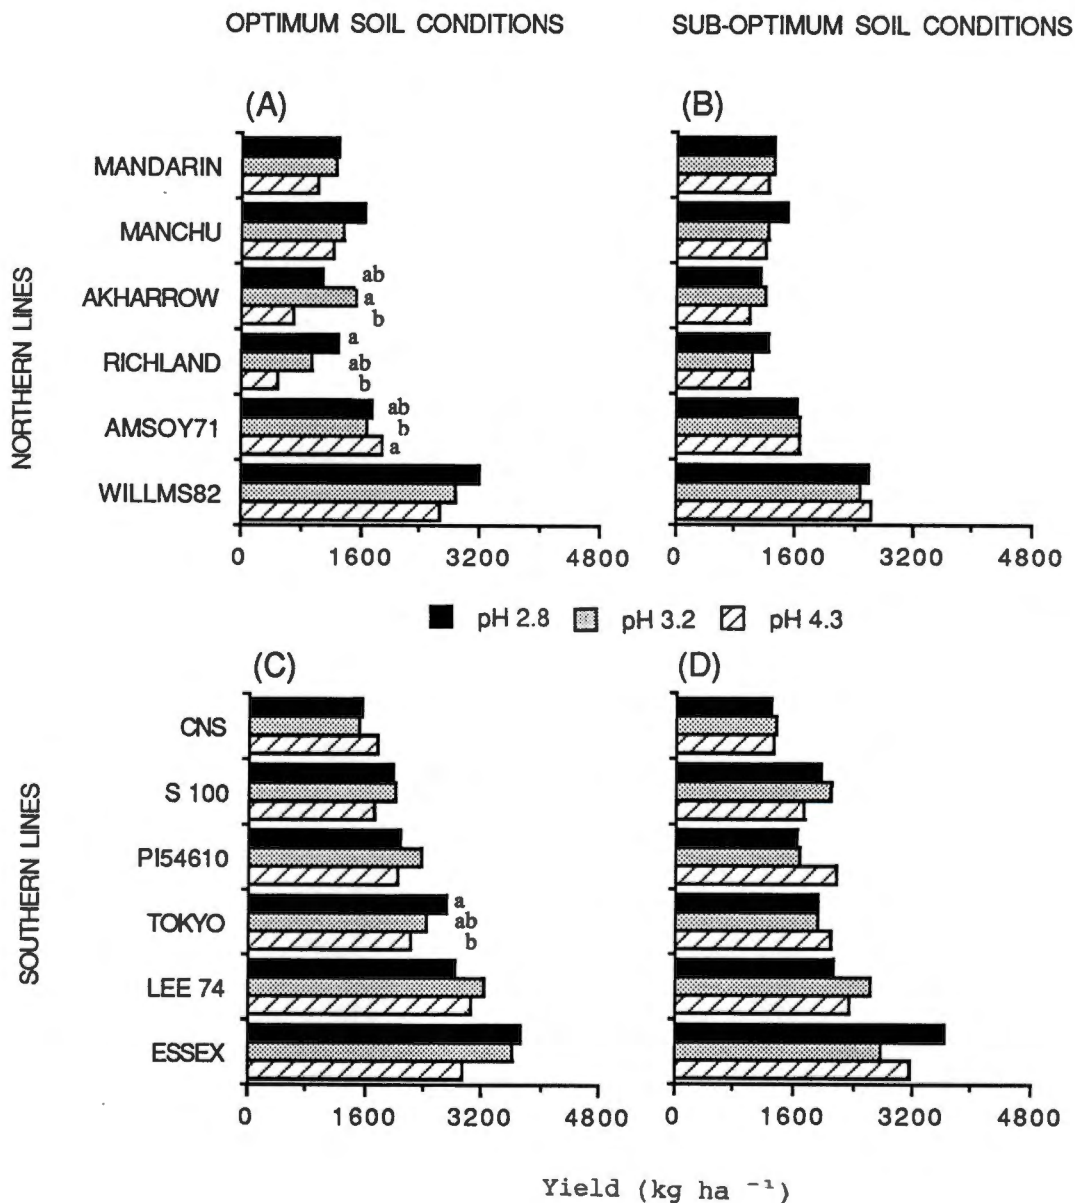 OPTIMUM SOIL CONDITIONS
SUB-OPTIMUM SOIL CONDITIONS
(A)
(B)
NORTHERN LINES
MANDARIN
MANCHU
AKHARROW
ab
a
b
RICHLAND
a
ab
b
AMSOY71
ab
b
a
WILLMS82
0 1600 3200 4800
0 1600 3200 4800
pH 2.8 pH 3.2 pH 4.3
(C)
(D)
SOUTHERN LINES
CNS
S 100
PI54610
TOKYO
a
ab
b
LEE 74
ESSEX
0 1600 3200 4800
0 1600 3200 4800
Yield (kg ha ⁻¹)